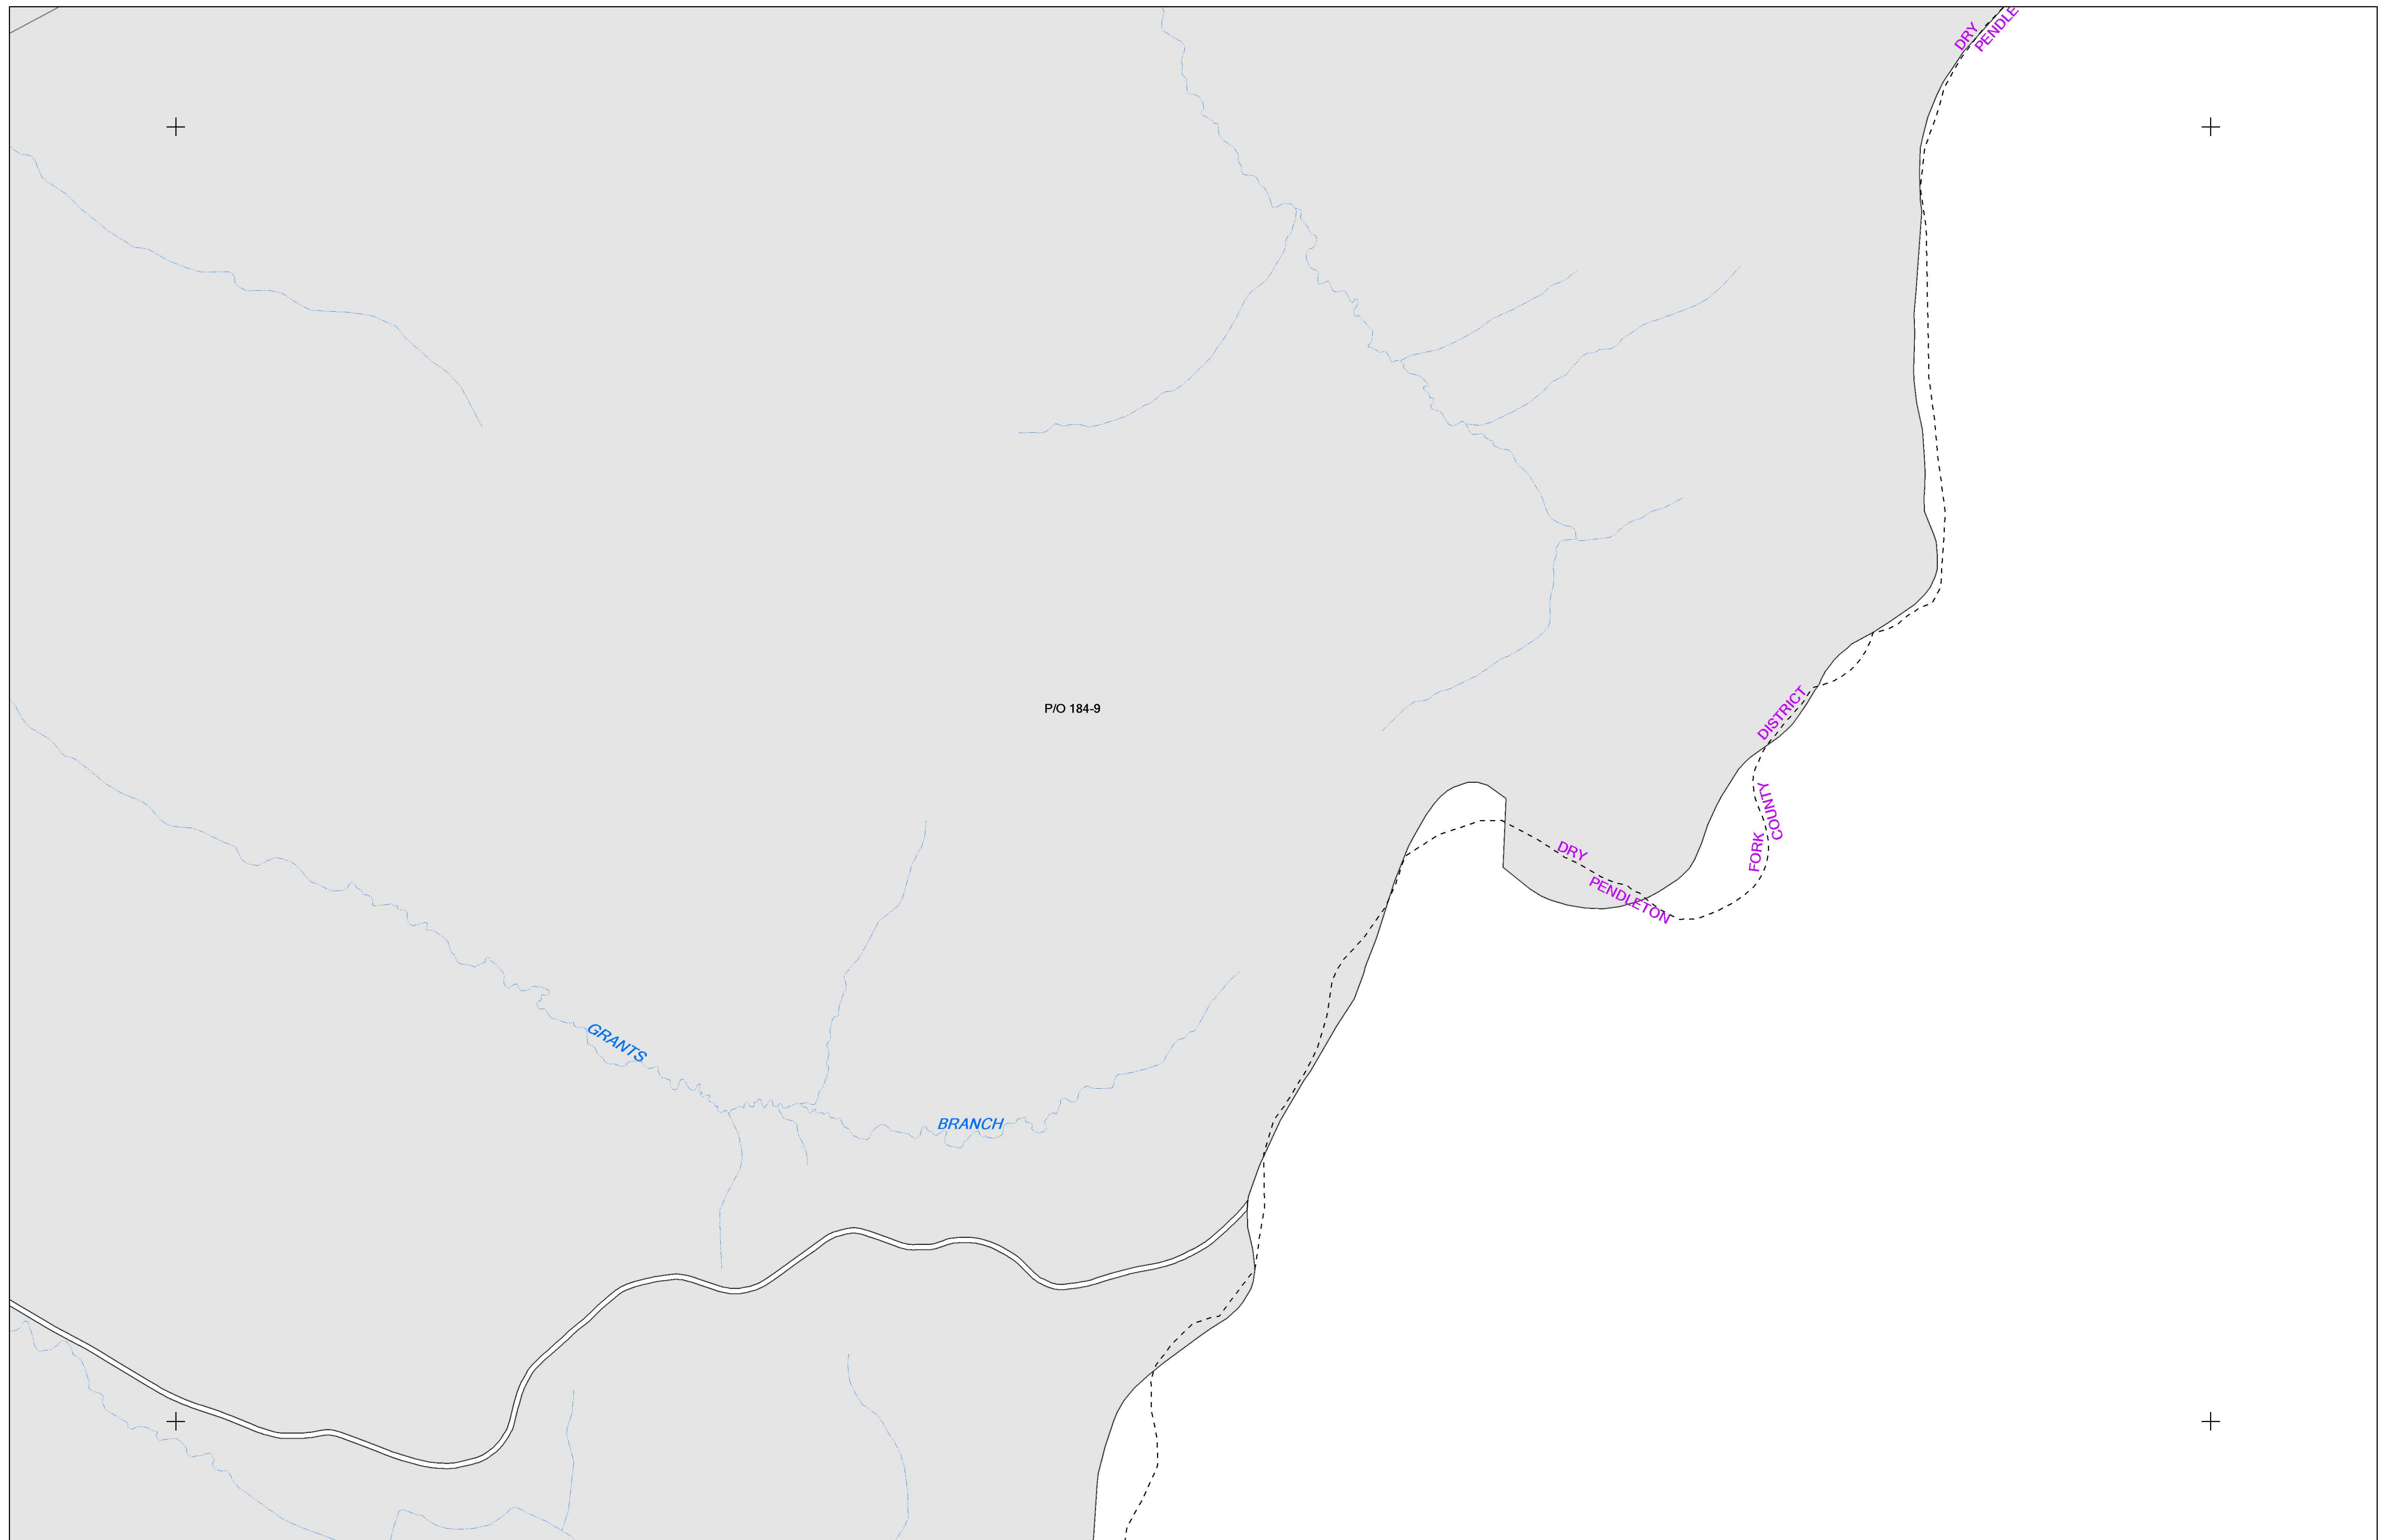 DRY
PENDLE
P/O 184-9
DISTRICT
COUNTY
FORK
DRY
PENDLETON
GRANTS
BRANCH